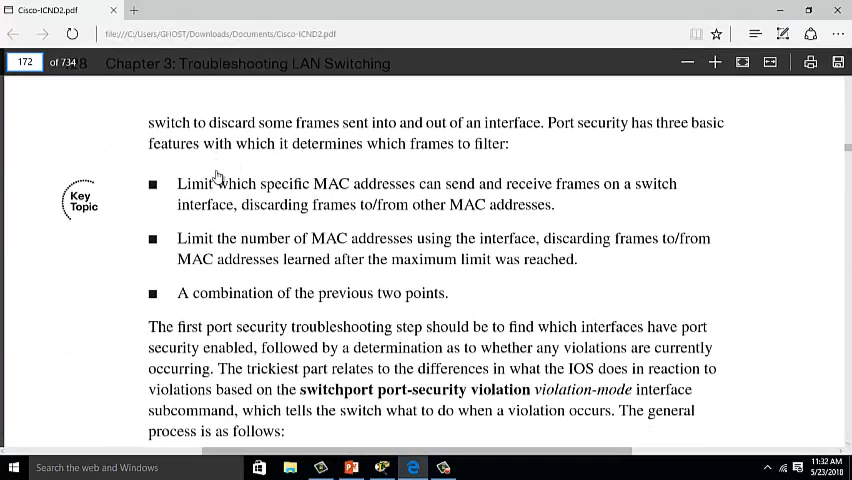 Cisco-ICND2.pdf
file:///C:/Users/GHOST/Downloads/Documents/Cisco-ICND2.pdf
172 of 734
Chapter 3: Troubleshooting LAN Switching
switch to discard some frames sent into and out of an interface. Port security has three basic
features with which it determines which frames to filter:
Key
Topic
■ Limit which specific MAC addresses can send and receive frames on a switch
interface, discarding frames to/from other MAC addresses.
■ Limit the number of MAC addresses using the interface, discarding frames to/from
MAC addresses learned after the maximum limit was reached.
■ A combination of the previous two points.
The first port security troubleshooting step should be to find which interfaces have port
security enabled, followed by a determination as to whether any violations are currently
occurring. The trickiest part relates to the differences in what the IOS does in reaction to
violations based on the switchport port-security violation violation-mode interface
subcommand, which tells the switch what to do when a violation occurs. The general
process is as follows:
Search the web and Windows
11:32 AM
5/23/2018